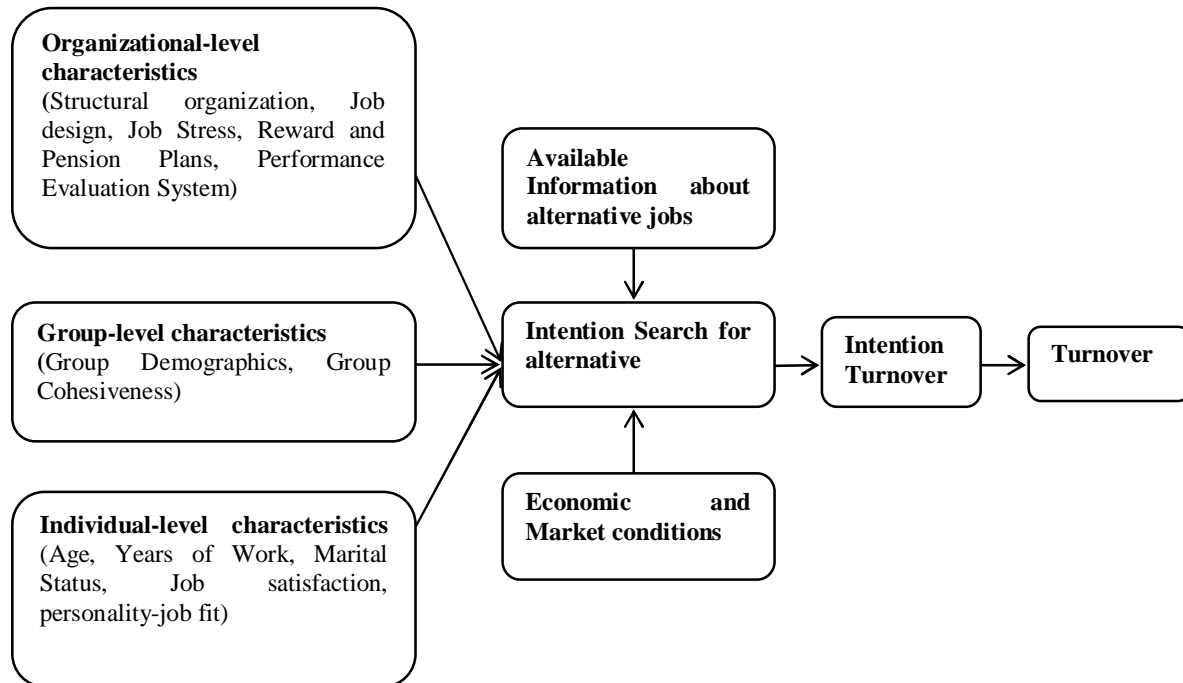 Organizational-level
characteristics
(Structural organization, Job
design, Job Stress, Reward and
Pension Plans, Performance
Evaluation System)
Group-level characteristics
(Group Demographics, Group
Cohesiveness)
Individual-level characteristics
(Age, Years of Work, Marital
Status, Job satisfaction,
personality-job fit)
Available
Information about
alternative jobs
Intention Search for
alternative
Economic and
Market conditions
Intention
Turnover
Turnover